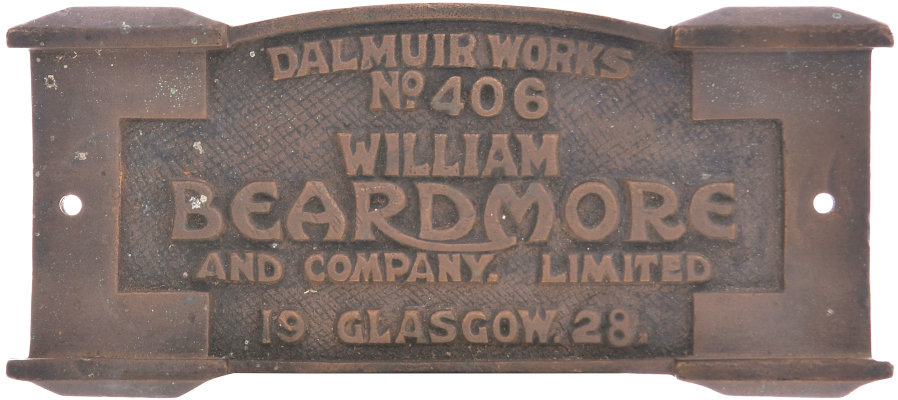 DALMUIR WORKS
No. 406
WILLIAM
BEARDMORE
AND COMPANY. LIMITED
19 GLASGOW. 28.